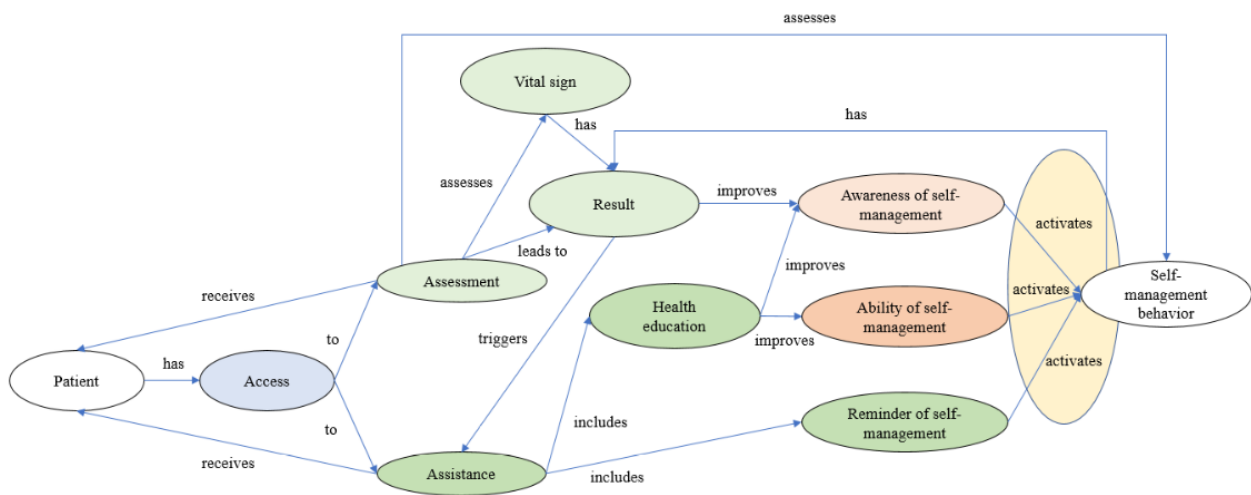 assesses
Vital sign
has
has
assesses
Result
improves
Awareness of self-
management
activates
leads to
Assessment
improves
receives
Health
education
Ability of self-
management
activates
Self-
management
behavior
to
triggers
improves
has
Patient
Access
activates
Reminder of self-
management
to
includes
receives
Assistance
includes